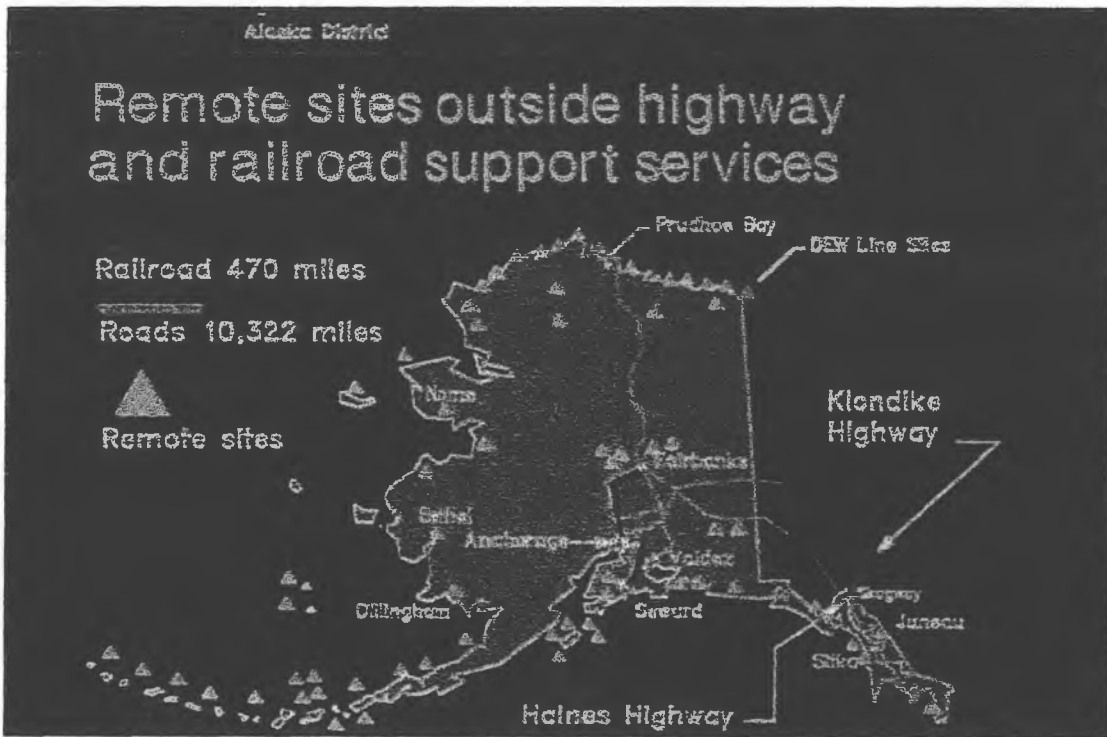 Alaska District
Remote sites outside highway
and railroad support services
Prudhoe Bay
DEW Line Sites
Railroad 470 miles
Roads 10,322 miles
Remote sites
Nome
Klondike
Highway
Fairbanks
Bethel
Anchorage
Valdez
Skagway
Dillingham
Seward
Juneau
Sitka
Haines Highway